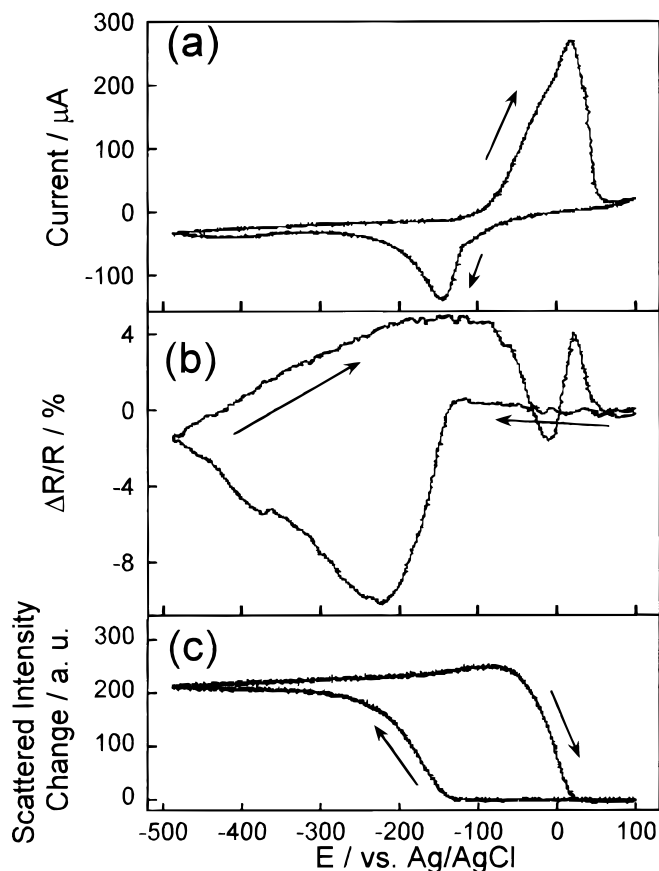 (a)
Current / μA
300
200
100
0
-100
(b)
ΔR/R / %
4
0
-4
-8
(c)
Scattered Intensity
Change / a. u.
300
200
100
0
-500 -400 -300 -200 -100 0 100
E / vs. Ag/AgCl